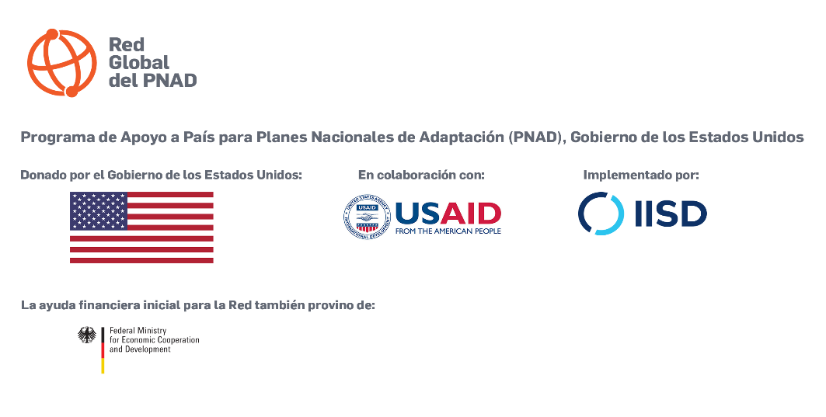 Red
Global
del PNAD
Programa de Apoyo a País para Planes Nacionales de Adaptación (PNAD), Gobierno de los Estados Unidos
Donado por el Gobierno de los Estados Unidos:
En colaboración con:
Implementado por:
USAID
USAID
FROM THE AMERICAN PEOPLE
IISD
La ayuda financiera inicial para la Red también provino de:
Federal Ministry
for Economic Cooperation
and Development